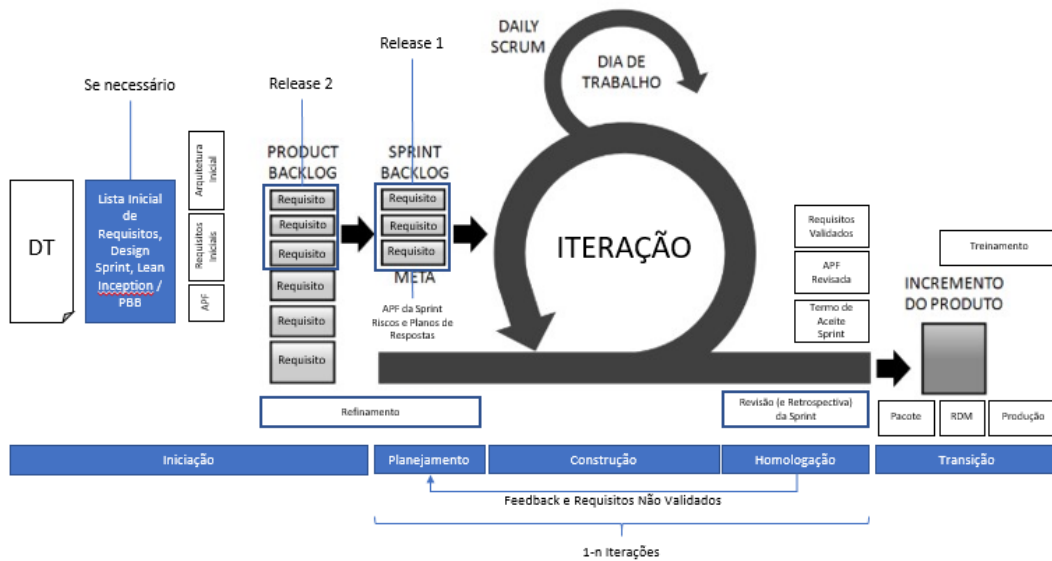 Se necessário
Release 2
Release 1
DAILY
SCRUM
DIA DE
TRABALHO
DT
Lista Inicial
de
Requisitos,
Design
Sprint, Lean
Inception /
PBB
Arquitetura
Inicial
Requisitos
Iniciais
APF
PRODUCT
BACKLOG
Requisito
Requisito
Requisito
Requisito
Requisito
Requisito
SPRINT
BACKLOG
Requisito
Requisito
Requisito
META
APF da Sprint
Riscos e Planos de
Respostas
ITERAÇÃO
Requisitos
Validados
APF
Revisada
Termo de
Aceite
Sprint
Treinamento
INCREMENTO
DO PRODUTO
Refinamento
Revisão (e Retrospectiva)
da Sprint
Pacote
RDM
Produção
Iniciação
Planejamento
Construção
Homologação
Transição
Feedback e Requisitos Não Validados
1-n Iterações